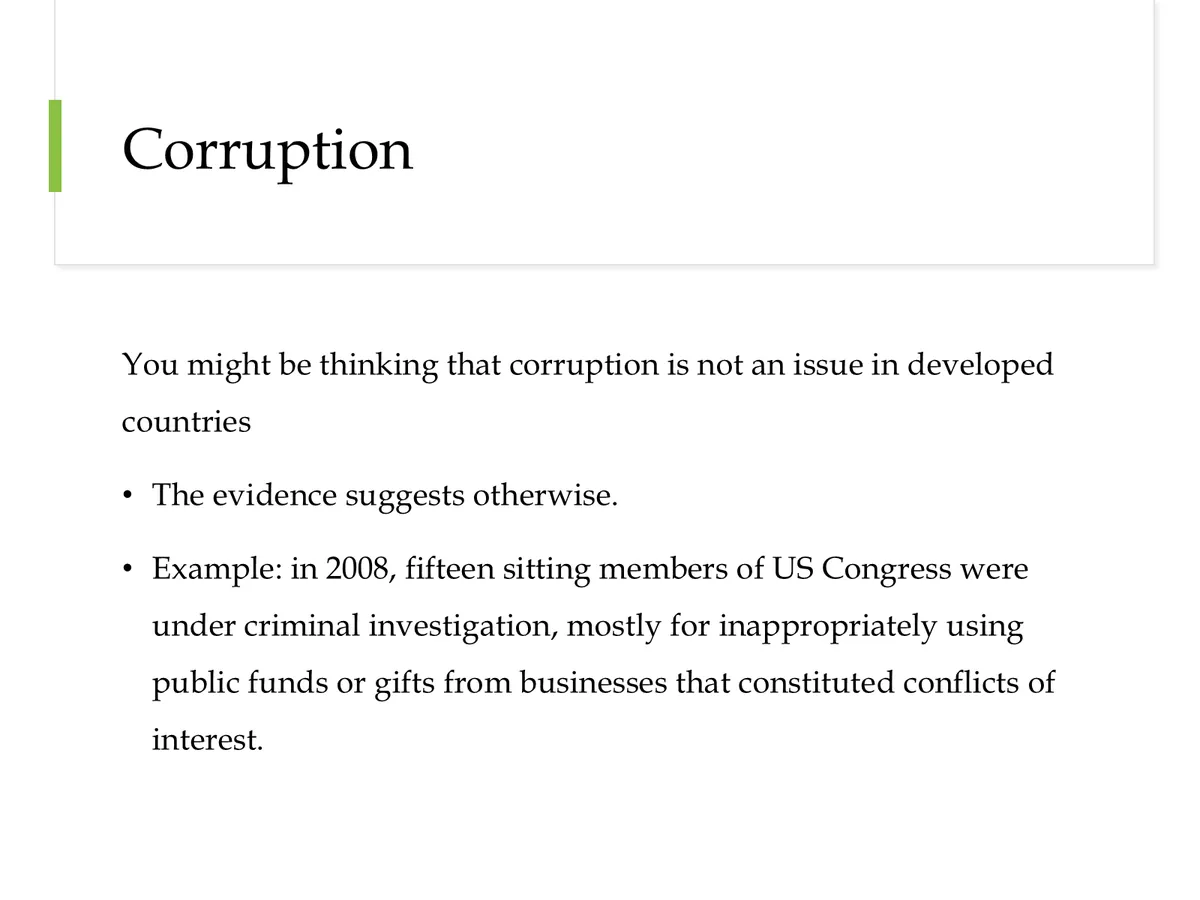 Corruption
You might be thinking that corruption is not an issue in developed
countries
• The evidence suggests otherwise.
• Example: in 2008, fifteen sitting members of US Congress were
under criminal investigation, mostly for inappropriately using
public funds or gifts from businesses that constituted conflicts of
interest.